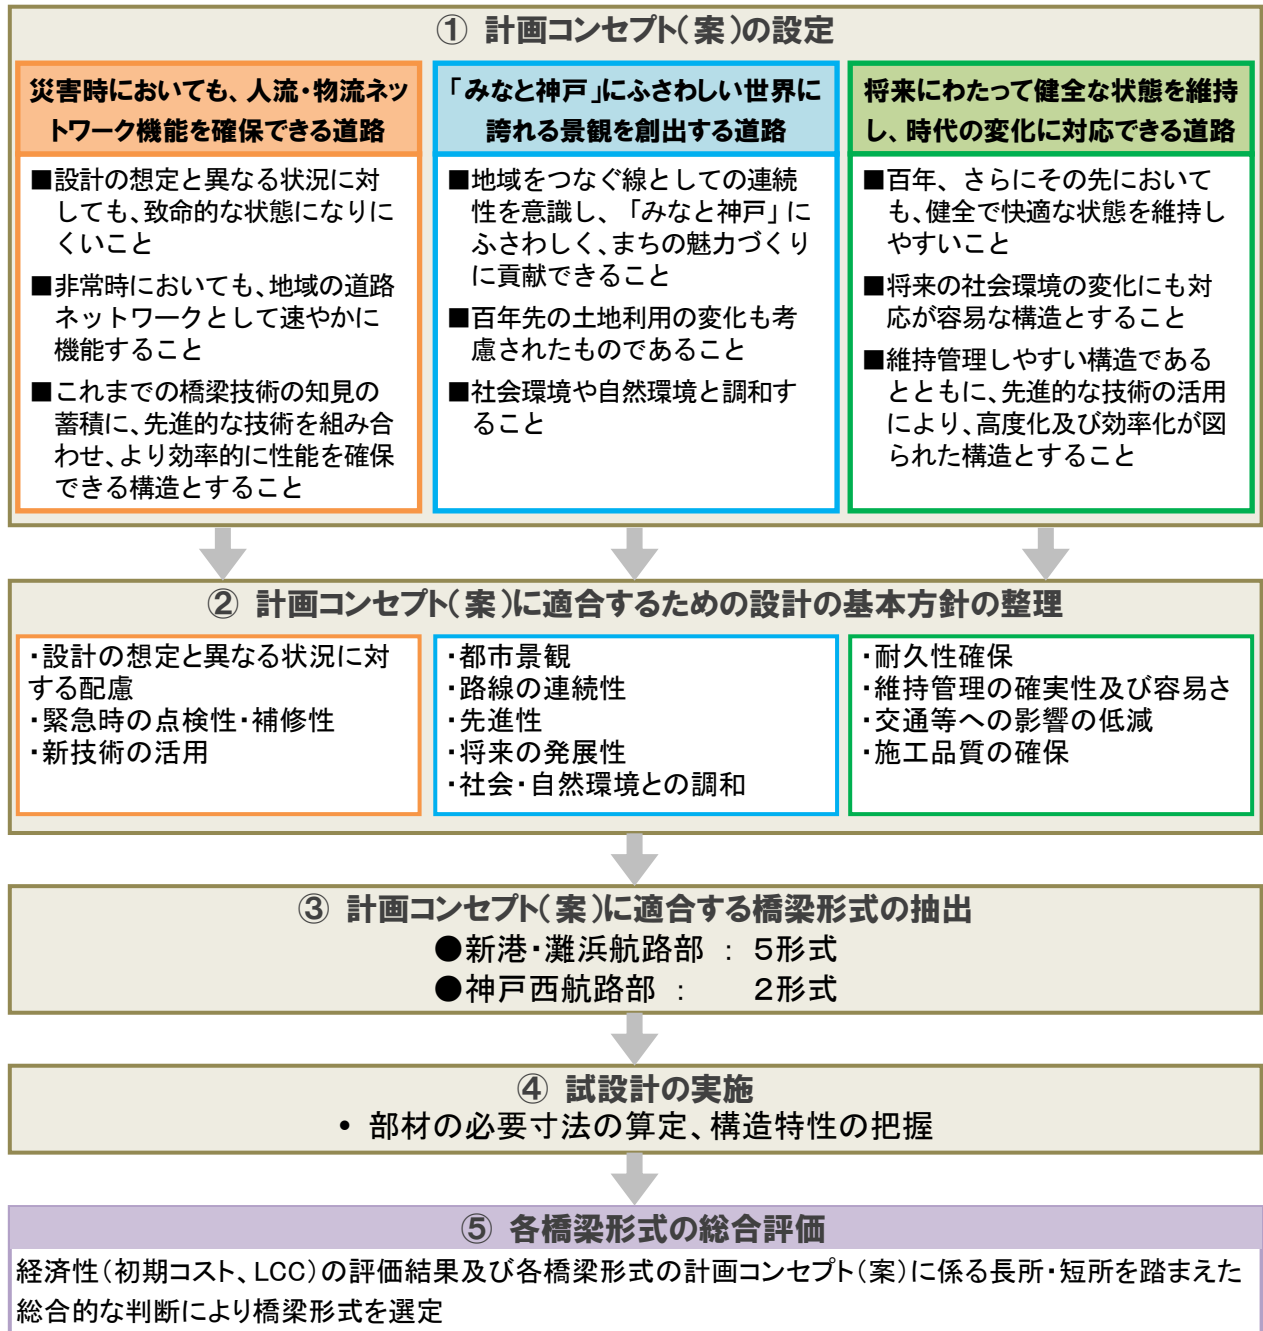 ① 計画コンセプト(案)の設定
災害時においても、人流・物流ネッ
トワーク機能を確保できる道路
■設計の想定と異なる状況に対
しても、致命的な状態になりに
くいこと
■非常時においても、地域の道路
ネットワークとして速やかに
機能すること
■これまでの橋梁技術の知見の
蓄積に、先進的な技術を組み合
わせ、より効率的に性能を確保
できる構造とすること
「みなと神戸」にふさわしい世界に
誇れる景観を創出する道路
■地域をつなぐ線としての連続
性を意識し、「みなと神戸」に
ふさわしく、まちの魅力づくり
に貢献できること
■百年先の土地利用の変化も考
慮されたものであること
■社会環境や自然環境と調和す
ること
将来にわたって健全な状態を維持
し、時代の変化に対応できる道路
■百年、さらにその先において
も、健全で快適な状態を維持し
やすいこと
■将来の社会環境の変化にも対
応が容易な構造とすること
■維持管理しやすい構造である
とともに、先進的な技術の活用
により、高度化及び効率化が図
られた構造とすること
② 計画コンセプト(案)に適合するための設計の基本方針の整理
・設計の想定と異なる状況に対
する配慮
・緊急時の点検性・補修性
・新技術の活用
・都市景観
・路線の連続性
・先進性
・将来の発展性
・社会・自然環境との調和
・耐久性確保
・維持管理の確実性及び容易さ
・交通等への影響の低減
・施工品質の確保
③ 計画コンセプト(案)に適合する橋梁形式の抽出
●新港・灘浜航路部 : 5形式
●神戸西航路部 : 2形式
④ 試設計の実施
• 部材の必要寸法の算定、構造特性の把握
⑤ 各橋梁形式の総合評価
経済性(初期コスト、LCC)の評価結果及び各橋梁形式の計画コンセプト(案)に係る長所・短所を踏まえた
総合的な判断により橋梁形式を選定